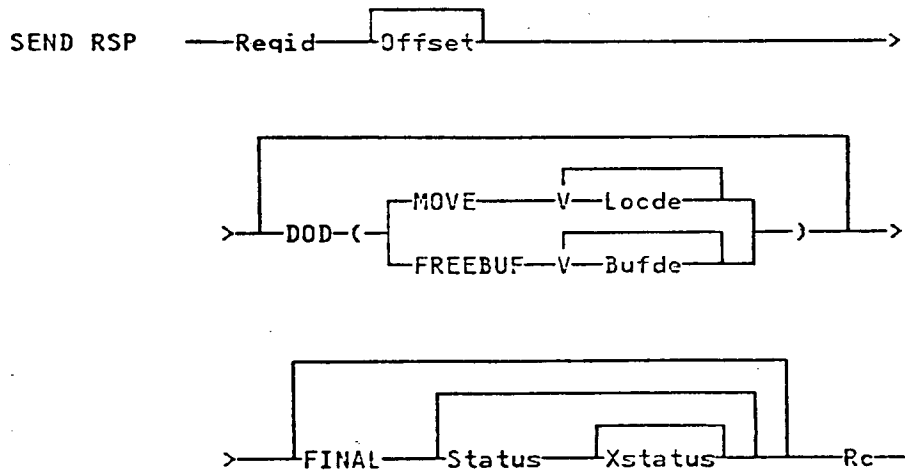 SEND RSP Reqid Offset >
> DOD ( MOVE V Locde ) >
FREEBUF V Bufde
> FINAL Status Xstatus Rc